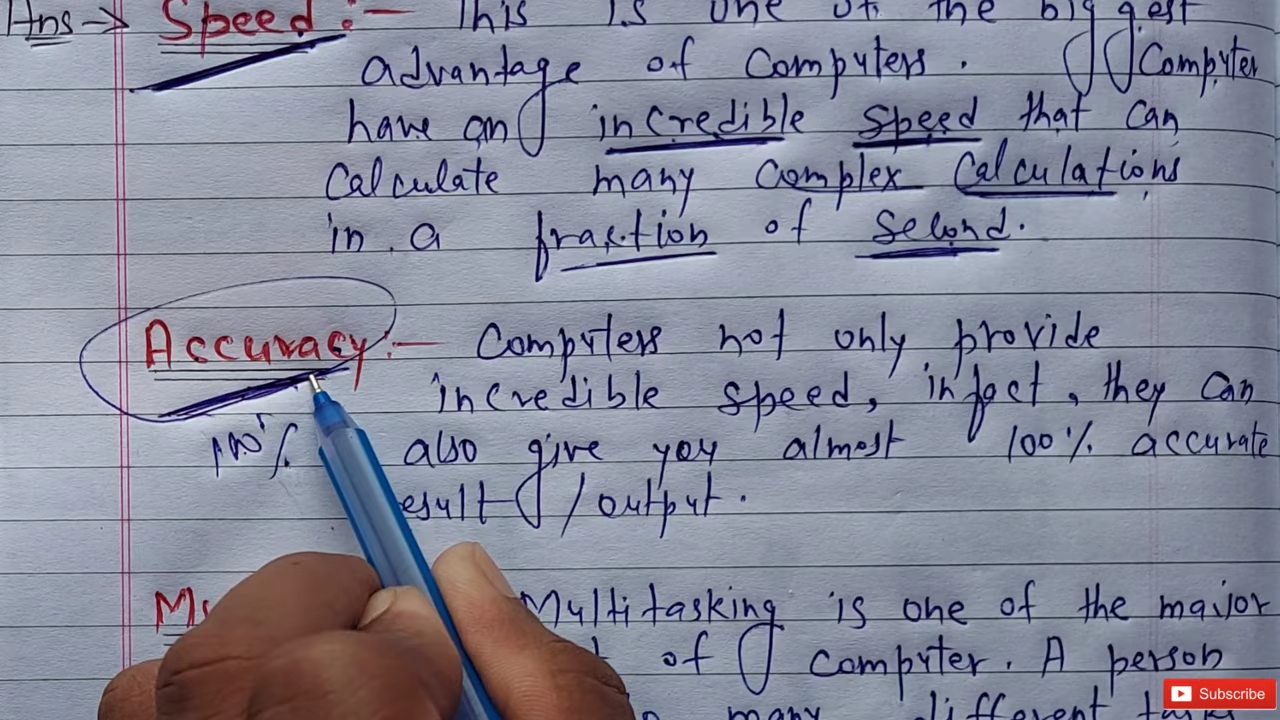 Ans → Speed :- This is one of the biggest
advantage of computers. Computer
have an incredible speed that can
calculate many complex calculations
in a fraction of second.
Accuracy :- Computers not only provide
incredible speed, infact, they can
100% also give you almost 100% accurate
result/output.
Multitasking is one of the major
of computer. A person
many different
Subscribe